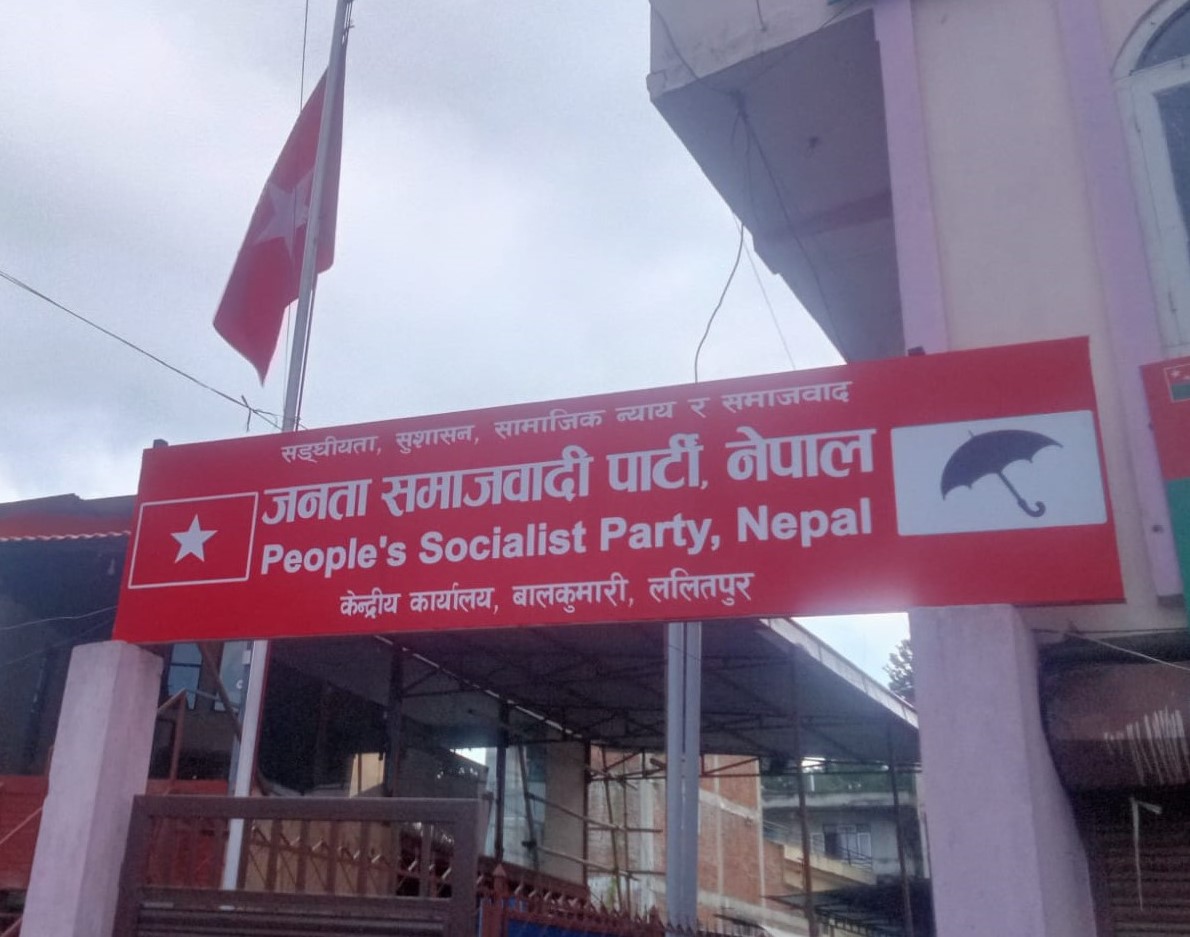 सङ्घीयता, सुशासन, सामाजिक न्याय र समाजवाद
जनता समाजवादी पार्टी, नेपाल
People's Socialist Party, Nepal
केन्द्रीय कार्यालय, बालकुमारी, ललितपुर